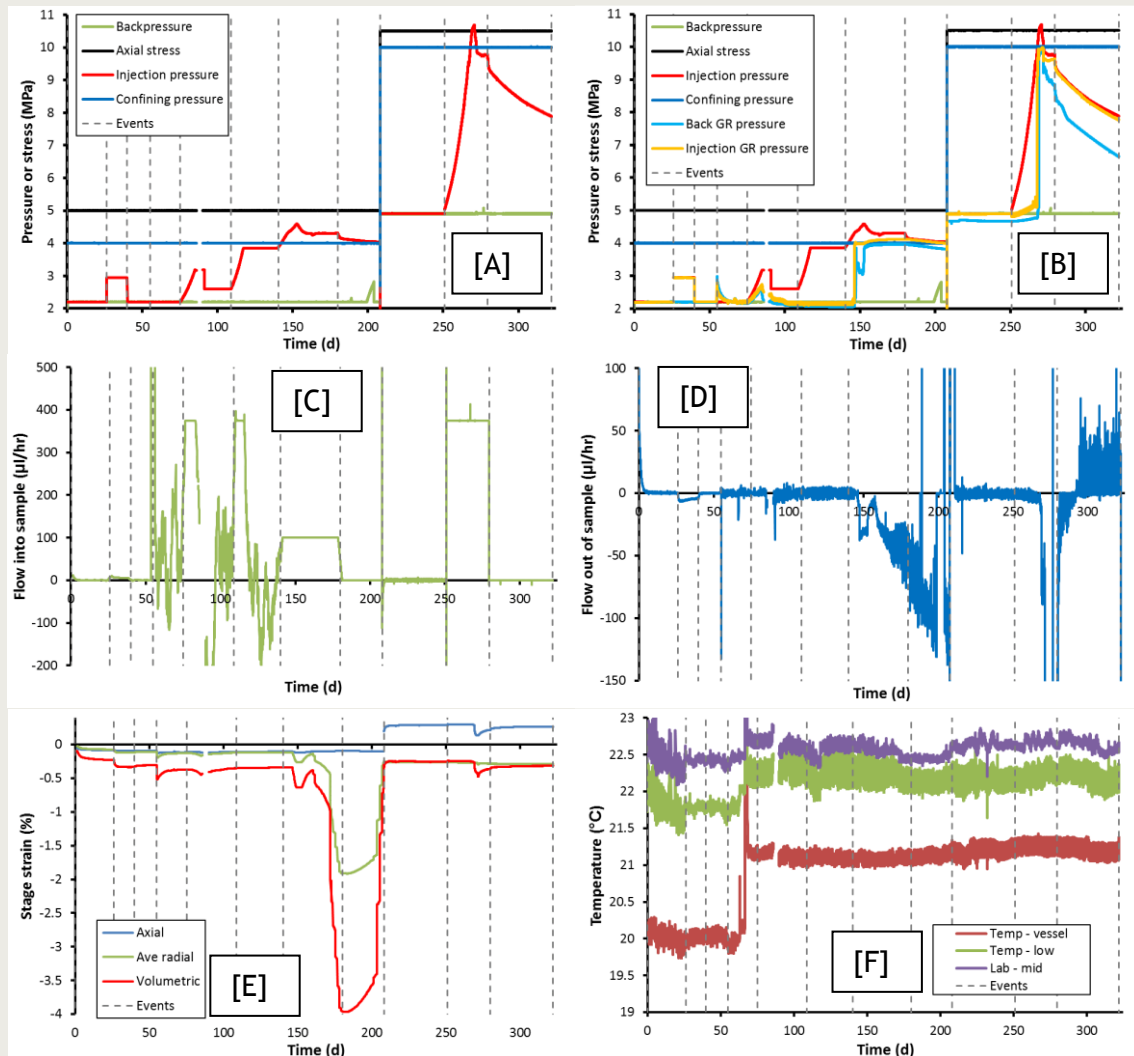 Pressure or stress (MPa)
11
10
9
8
7
6
5
4
3
2
Backpressure
Axial stress
Injection pressure
Confining pressure
Events
[A]
0 50 100 150 200 250 300
Time (d)
Pressure or stress (MPa)
11
10
9
8
7
6
5
4
3
2
Backpressure
Axial stress
Injection pressure
Confining pressure
Back GR pressure
Injection GR pressure
Events
[B]
0 50 100 150 200 250 300
Time (d)
Flow into sample (µl/hr)
500
400
300
200
100
0
-100
-200
[C]
0 50 100 150 200 250 300
Time (d)
Flow out of sample (µl/hr)
100
50
0
-50
-100
-150
[D]
0 50 100 150 200 250 300
Time (d)
Stage strain (%)
0
-0.5
-1
-1.5
-2
-2.5
-3
-3.5
-4
Axial
Ave radial
Volumetric
Events
[E]
0 50 100 150 200 250 300
Time (d)
Temperature (°C)
23
22.5
22
21.5
21
20.5
20
19.5
19
Temp - vessel
Temp - low
Lab - mid
Events
[F]
0 50 100 150 200 250 300
Time (d)